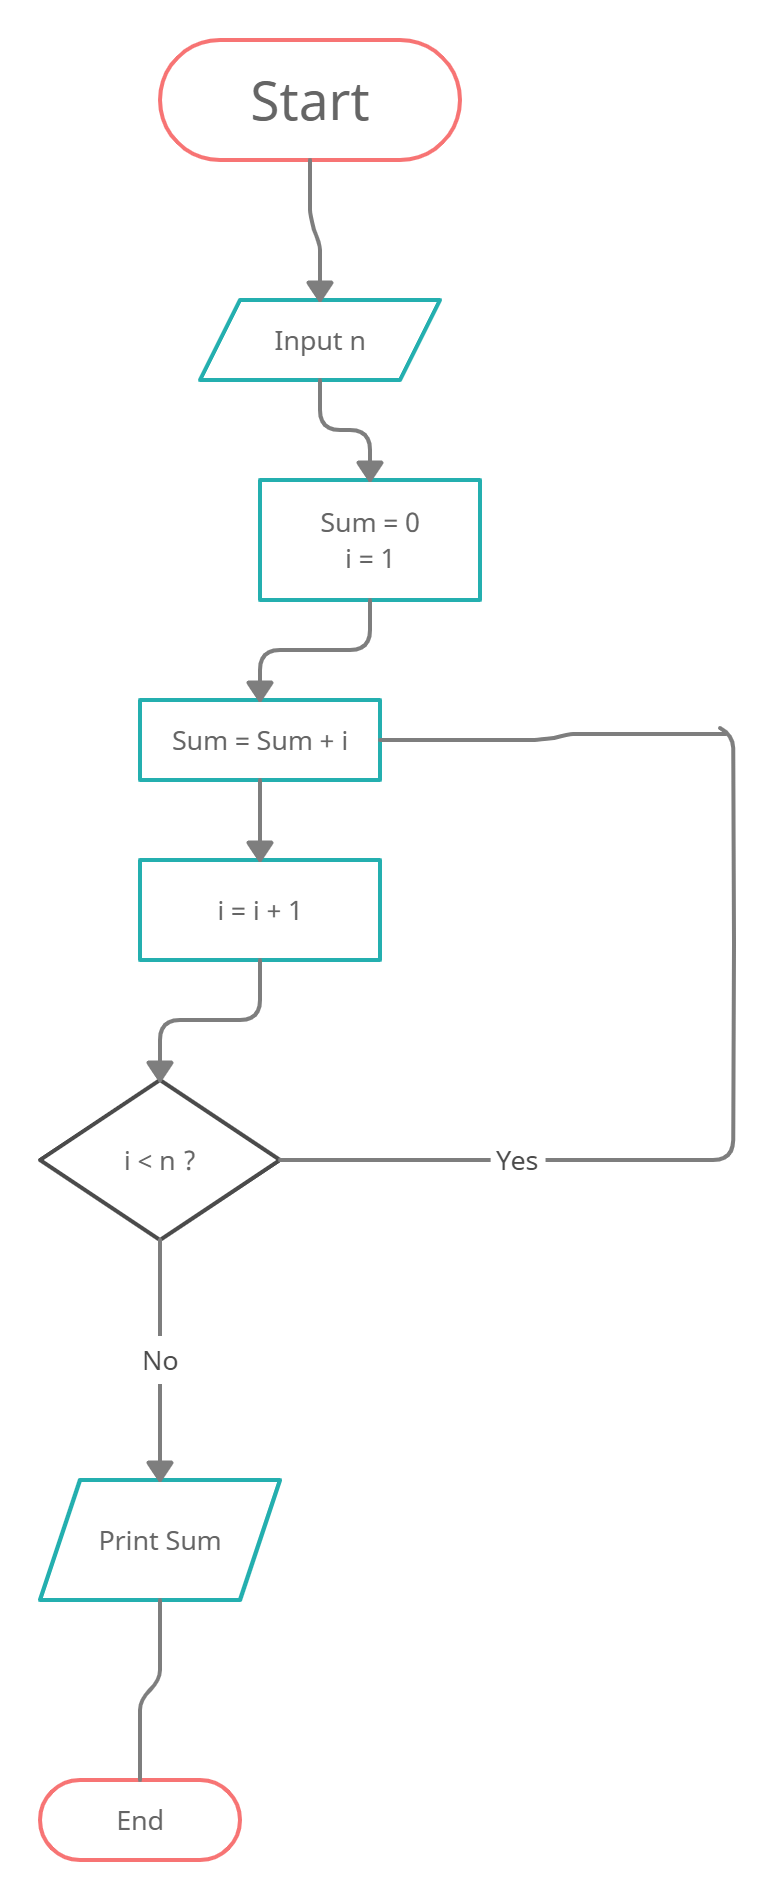 Start
Input n
Sum = 0
i = 1
Sum = Sum + i
i = i + 1
i < n ?
Yes
No
Print Sum
End